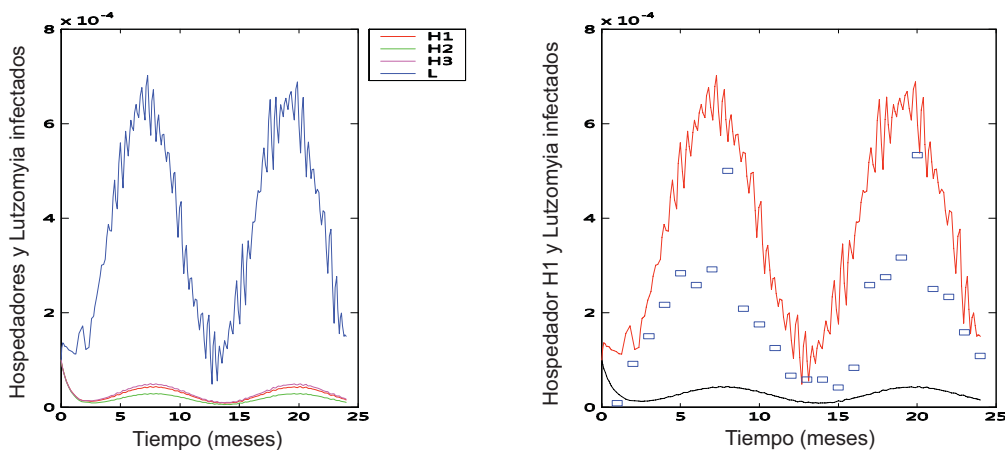 × 10⁻⁴
8
6
4
2
0
0 5 10 15 20 25
Tiempo (meses)
Hospedadores y Lutzomyia infectados
H1
H2
H3
L
× 10⁻⁴
8
6
4
2
0
0 5 10 15 20 25
Tiempo (meses)
Hospedador H1 y Lutzomyia infectados